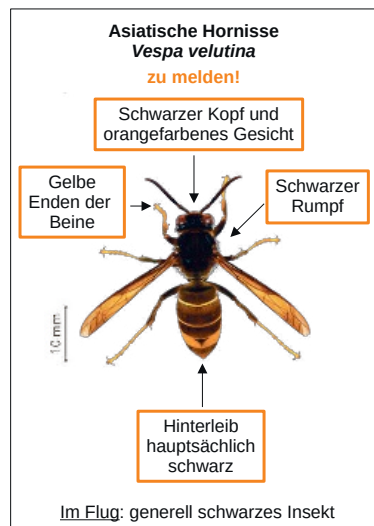 Asiatische Hornisse
Vespa velutina
zu melden!
Schwarzer Kopf und
orangefarbenes Gesicht
Gelbe
Enden der
Beine
Schwarzer
Rumpf
10 mm
Hinterleib
hauptsächlich
schwarz
Im Flug: generell schwarzes Insekt